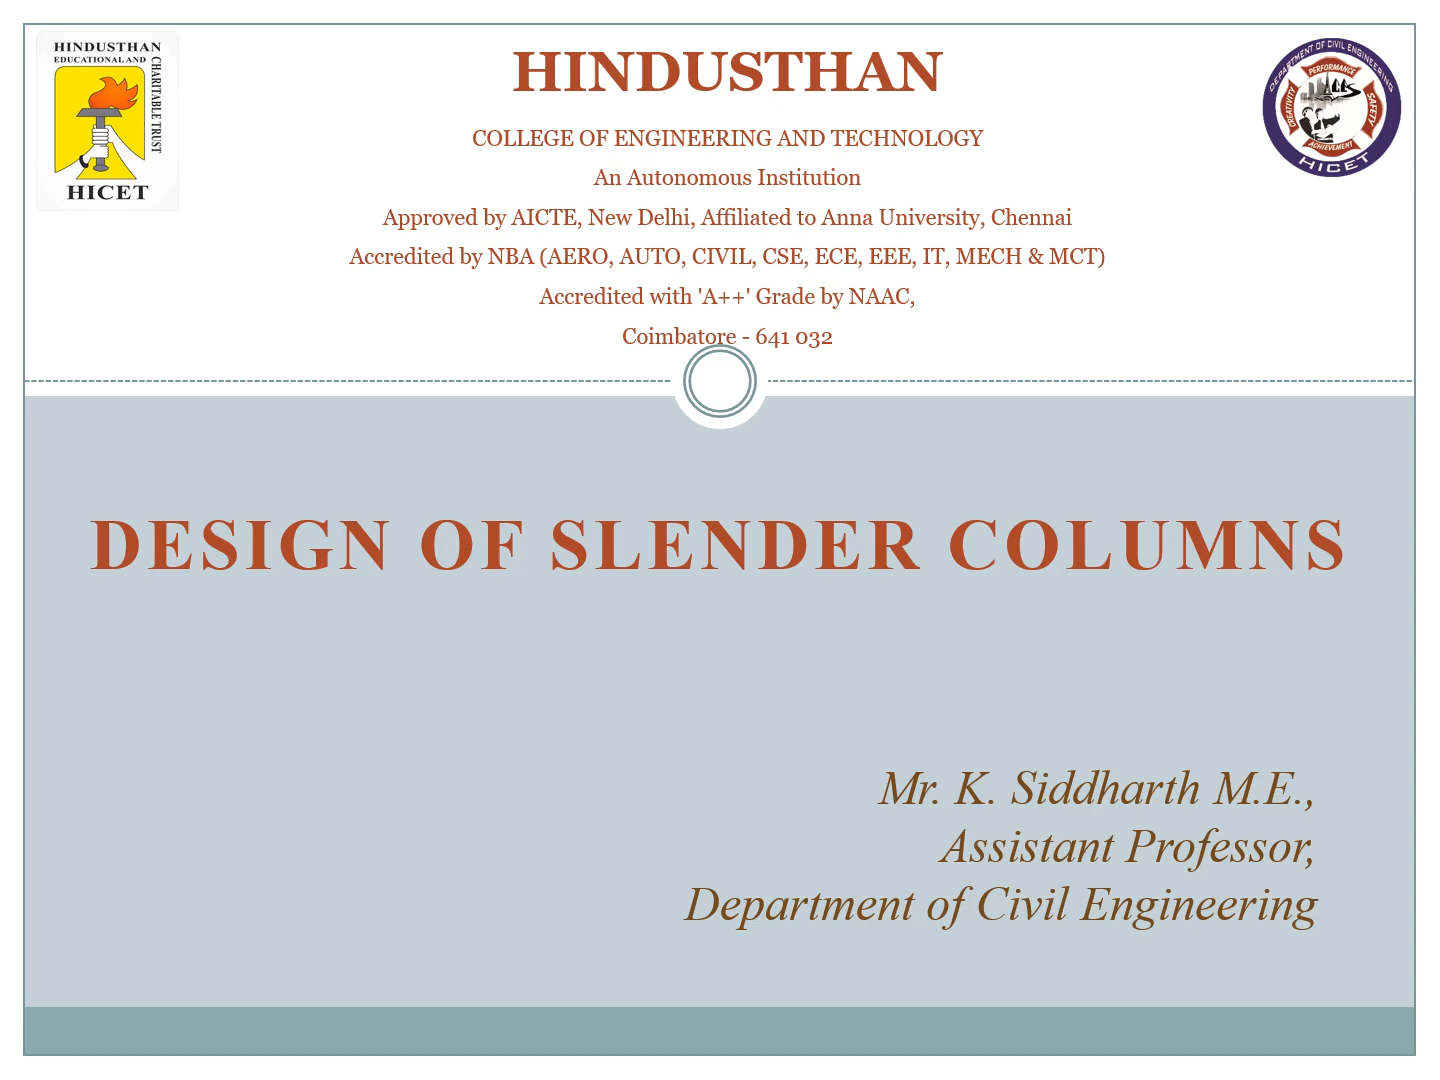 HINDUSTHAN
EDUCATIONAL AND
CHARITABLE TRUST
HICET
HINDUSTHAN
COLLEGE OF ENGINEERING AND TECHNOLOGY
An Autonomous Institution
Approved by AICTE, New Delhi, Affiliated to Anna University, Chennai
Accredited by NBA (AERO, AUTO, CIVIL, CSE, ECE, EEE, IT, MECH & MCT)
Accredited with 'A++' Grade by NAAC,
Coimbatore - 641 032
DEPARTMENT OF CIVIL ENGINEERING
PERFORMANCE
CREATIVITY
SAFETY
ACHIEVEMENT
HICET
DESIGN OF SLENDER COLUMNS
Mr. K. Siddharth M.E.,
Assistant Professor,
Department of Civil Engineering